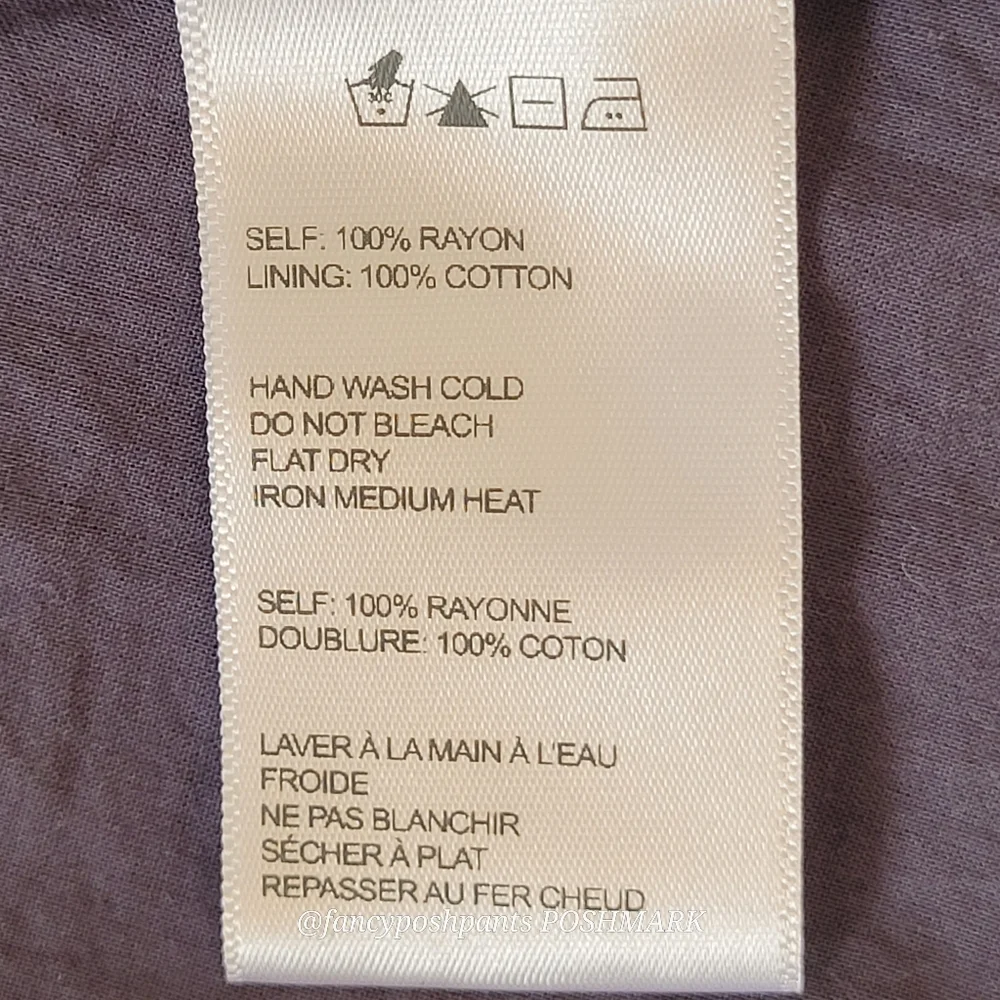 30C
SELF: 100% RAYON
LINING: 100% COTTON
HAND WASH COLD
DO NOT BLEACH
FLAT DRY
IRON MEDIUM HEAT
SELF: 100% RAYONNE
DOUBLURE: 100% COTON
LAVER À LA MAIN À L'EAU
FROIDE
NE PAS BLANCHIR
SÉCHER À PLAT
REPASSER AU FER CHEUD
@fancyposhpants POSHMARK